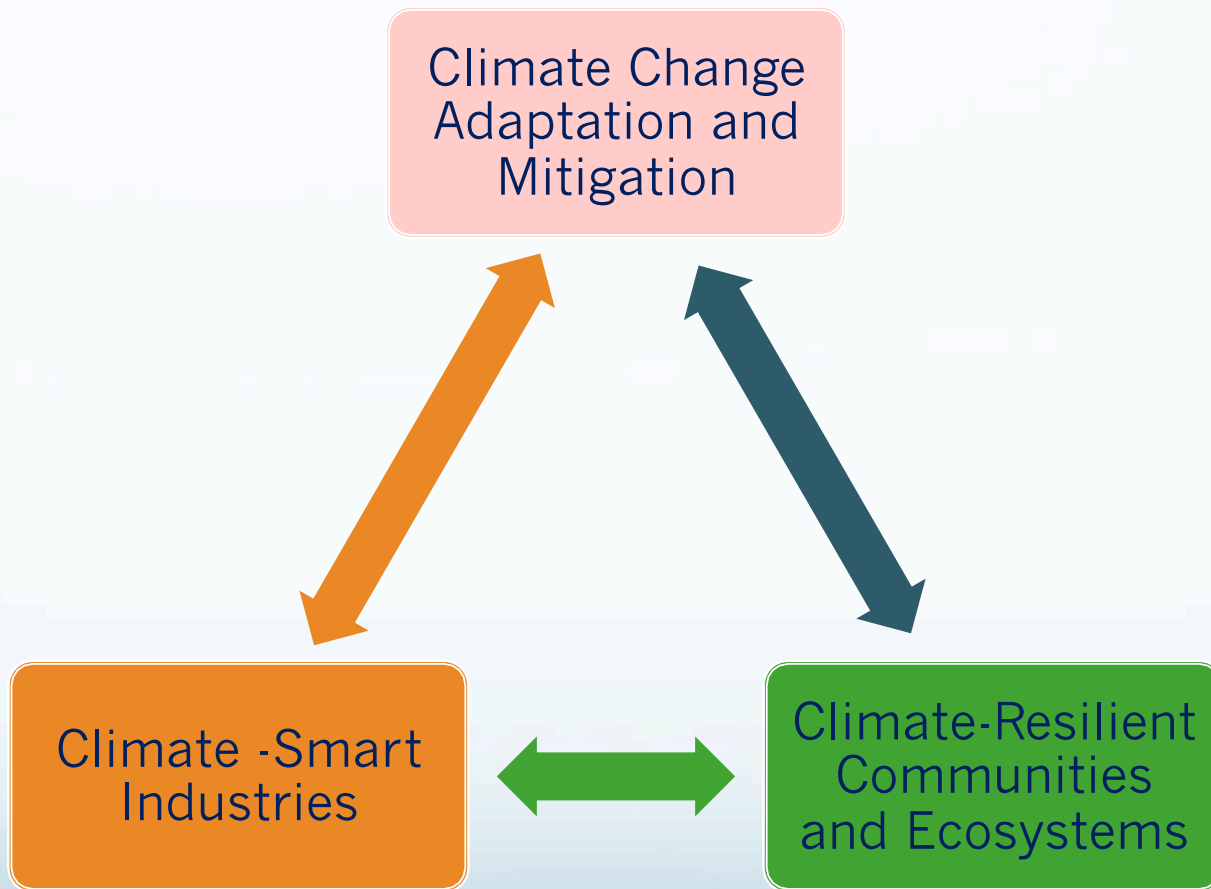 Climate Change
Adaptation and
Mitigation
Climate -Smart
Industries
Climate-Resilient
Communities
and Ecosystems